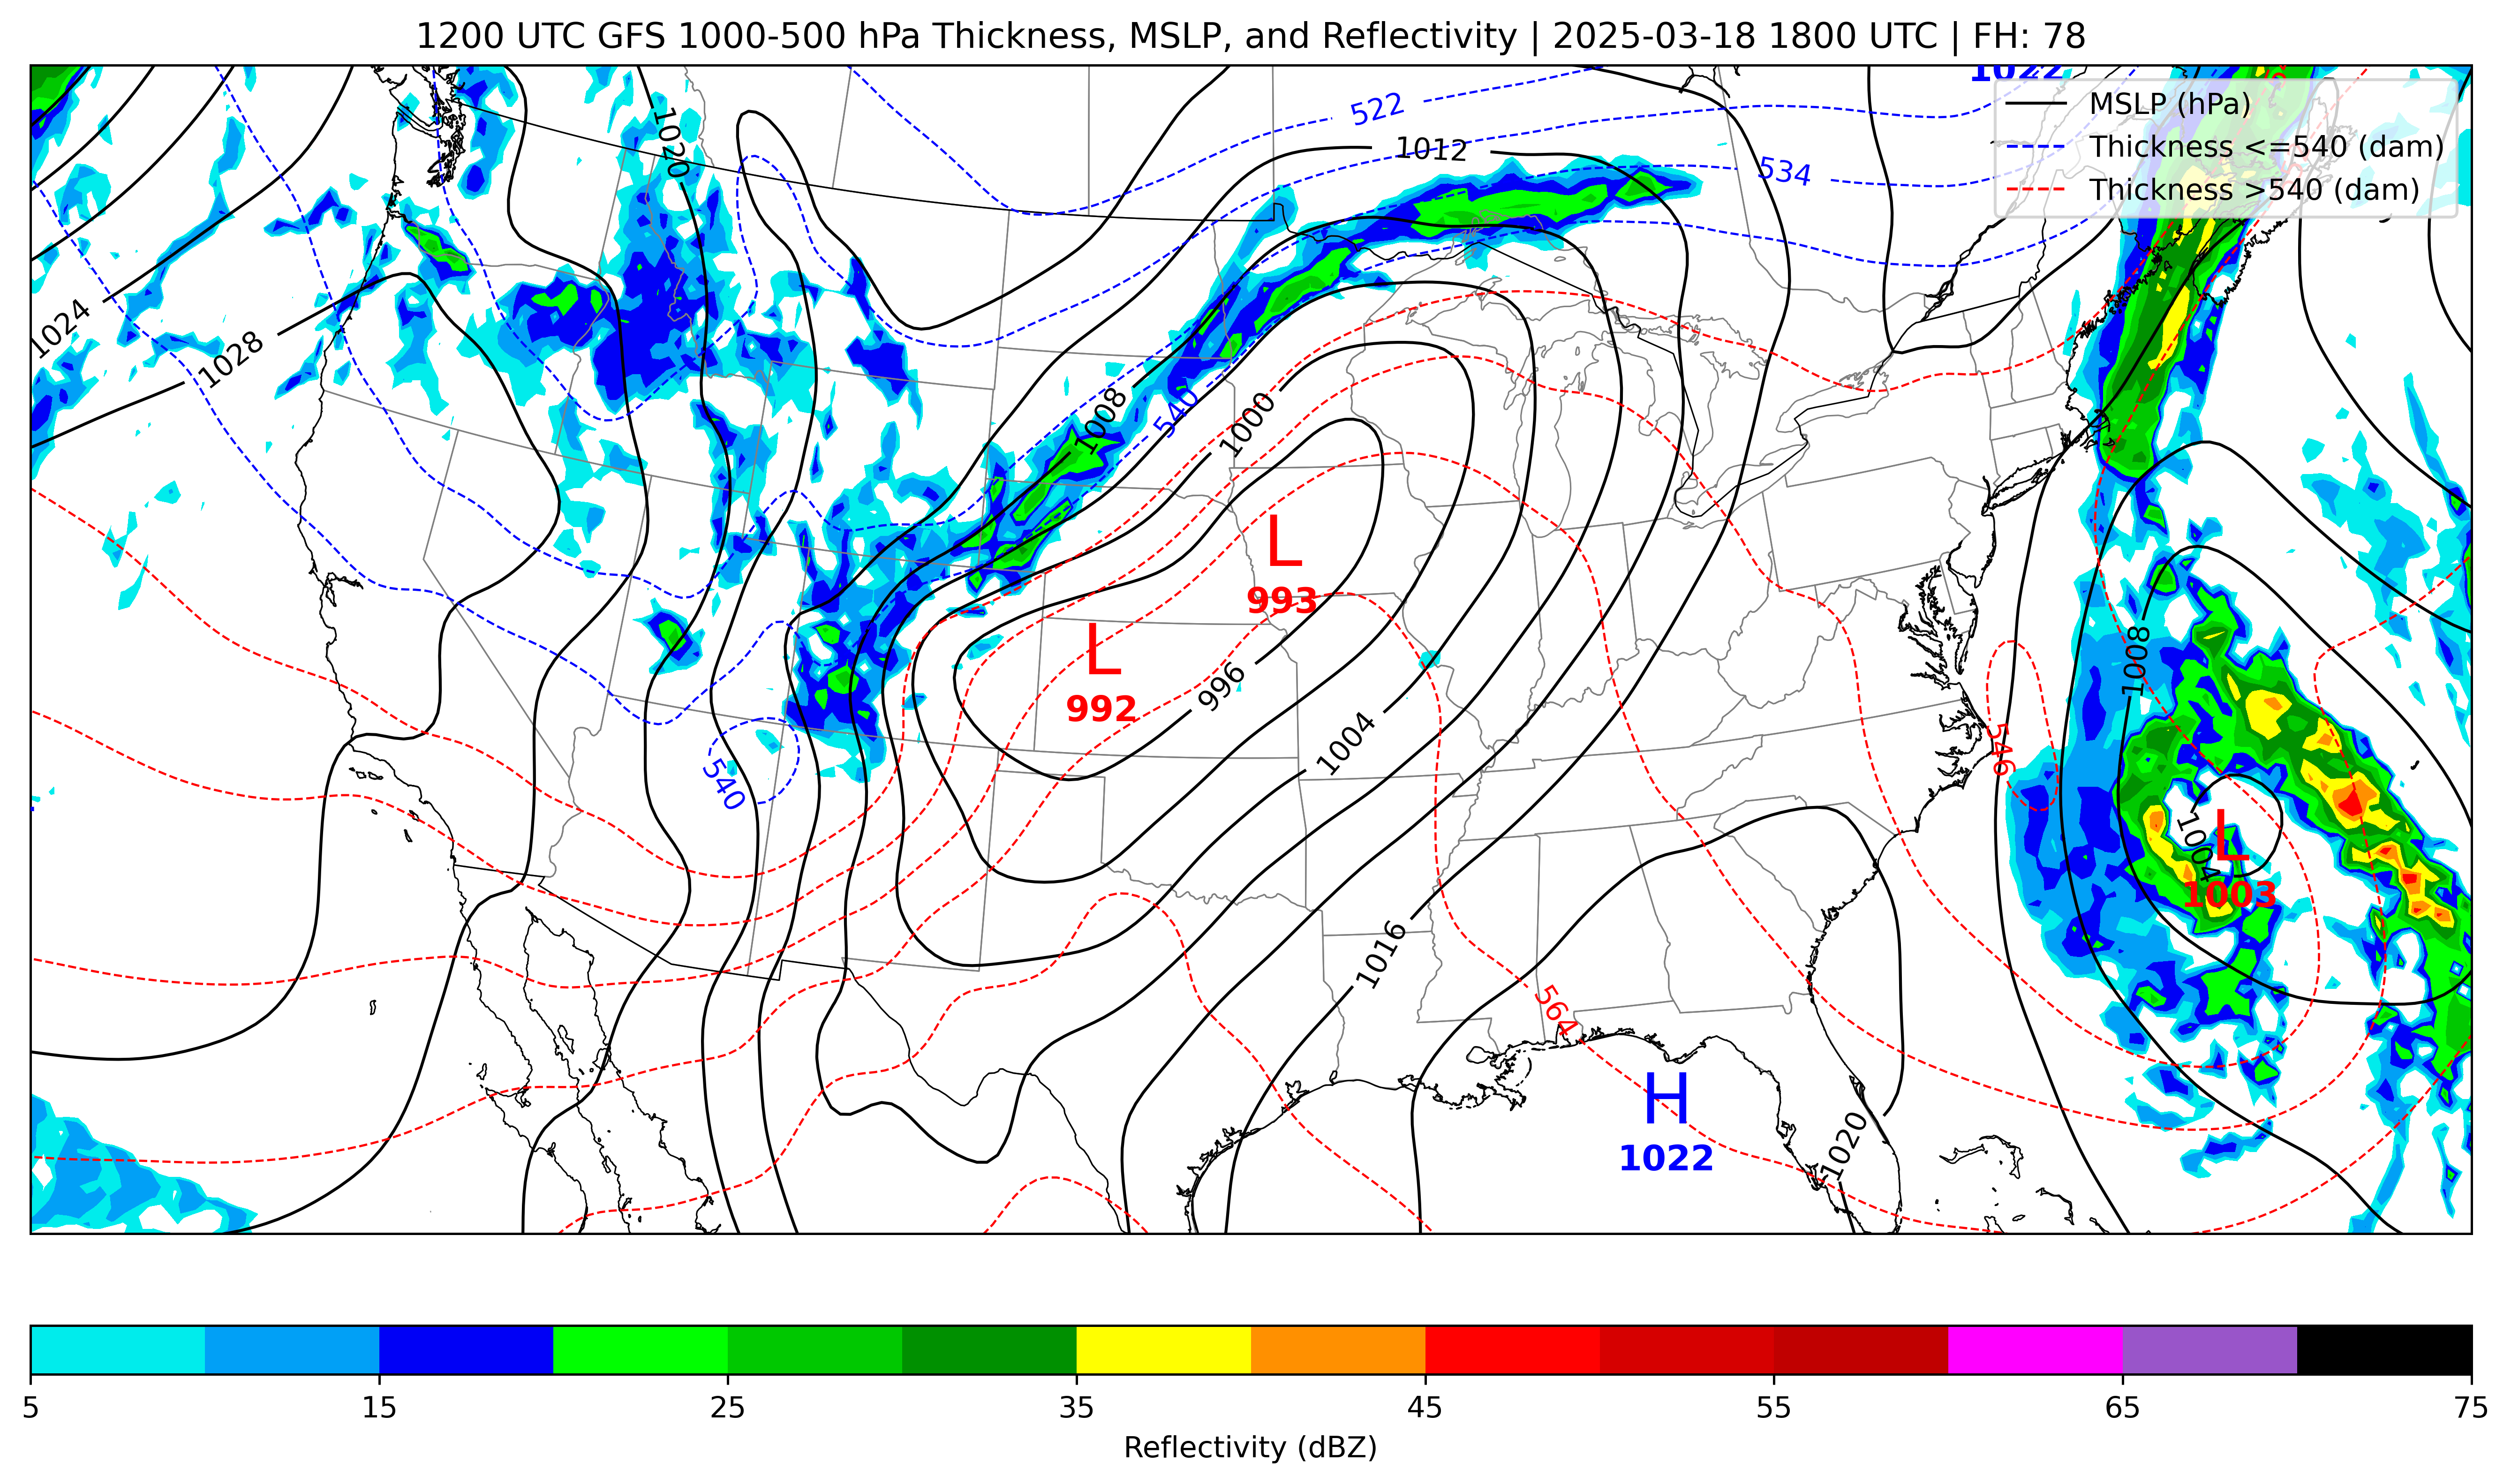 1200 UTC GFS 1000-500 hPa Thickness, MSLP, and Reflectivity | 2025-03-18 1800 UTC | FH: 78
1022
MSLP (hPa)
Thickness <=540 (dam)
Thickness >540 (dam)
522
1020
1012
534
1024
1028
1008
540
1000
L
993
L
992
996
1008
1004
546
540
L
1004
1003
1016
564
H
1022
1020
5 15 25 35 45 55 65 75
Reflectivity (dBZ)